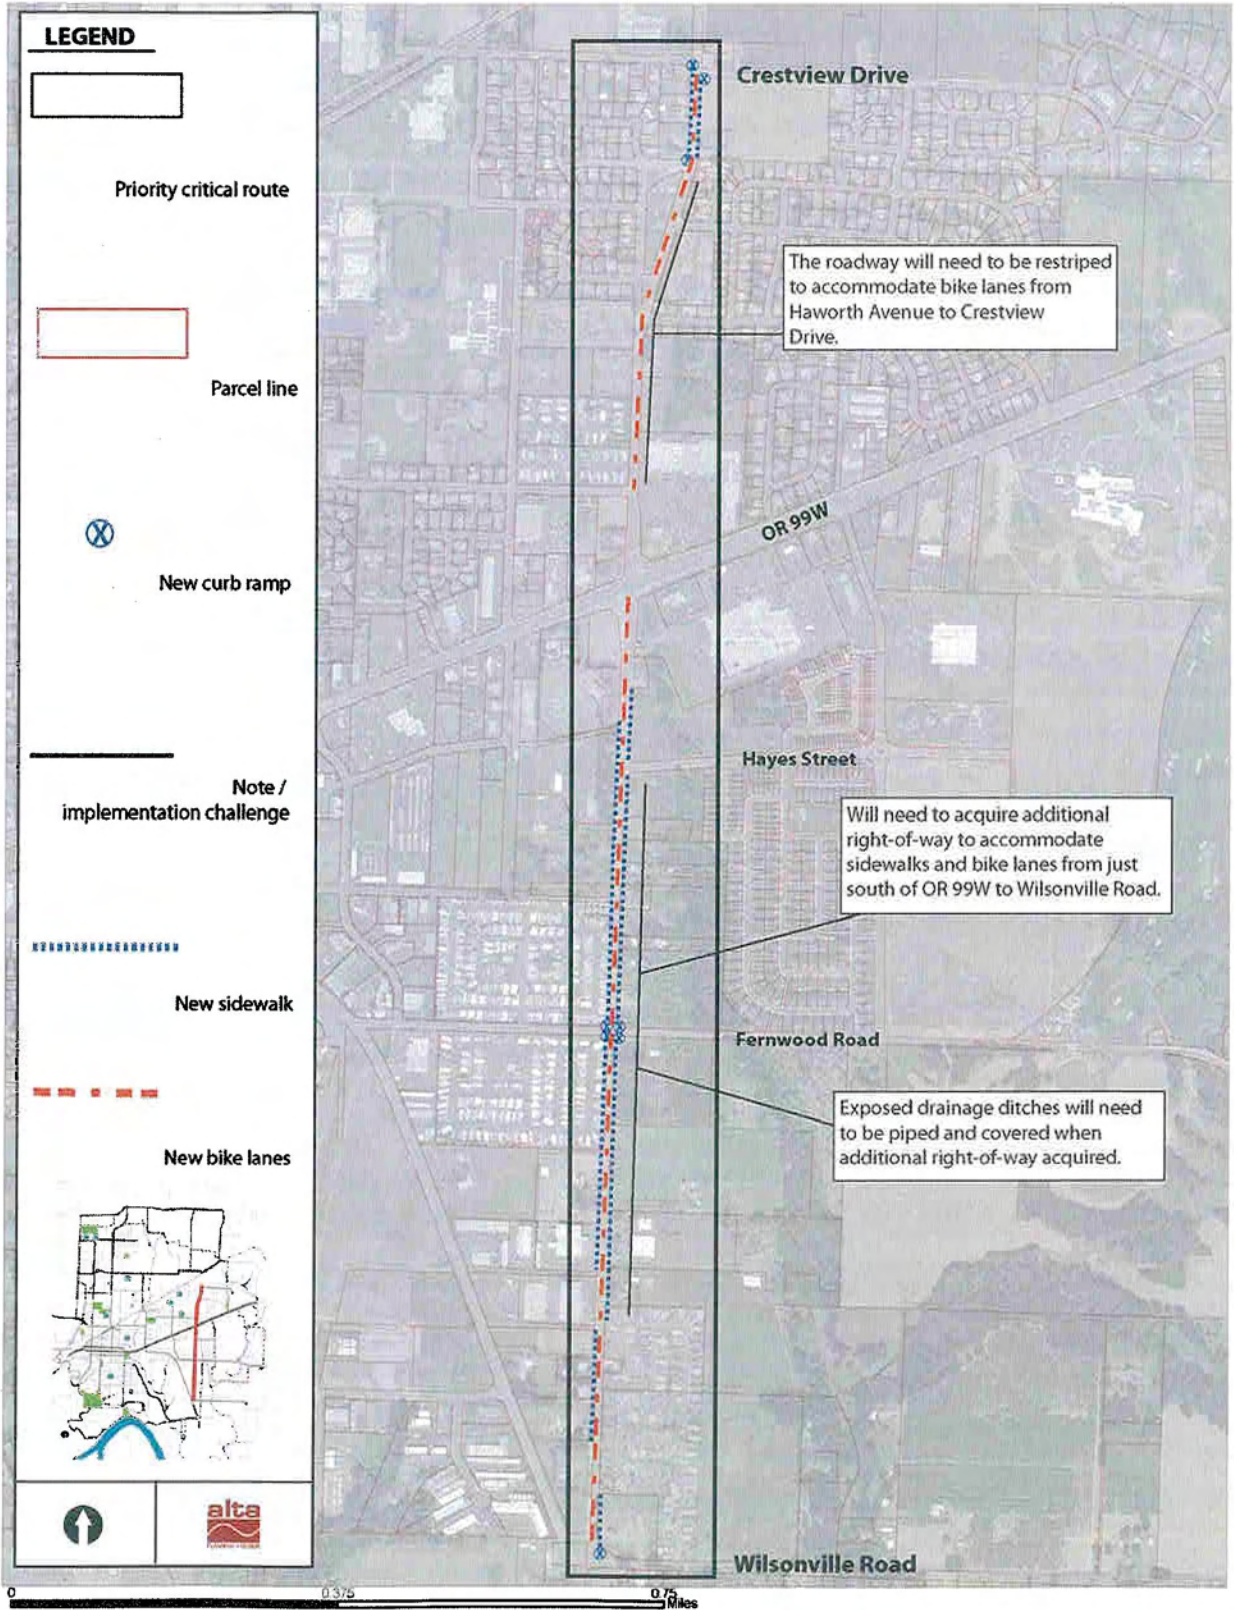 LEGEND
Priority critical route
Parcel line
X
New curb ramp
Note /
implementation challenge
New sidewalk
New bike lanes
alta
Crestview Drive
The roadway will need to be restriped
to accommodate bike lanes from
Haworth Avenue to Crestview
Drive.
OR 99W
Hayes Street
Will need to acquire additional
right-of-way to accommodate
sidewalks and bike lanes from just
south of OR 99W to Wilsonville Road.
Fernwood Road
Exposed drainage ditches will need
to be piped and covered when
additional right-of-way acquired.
Wilsonville Road
0 0.375 0.75
Miles